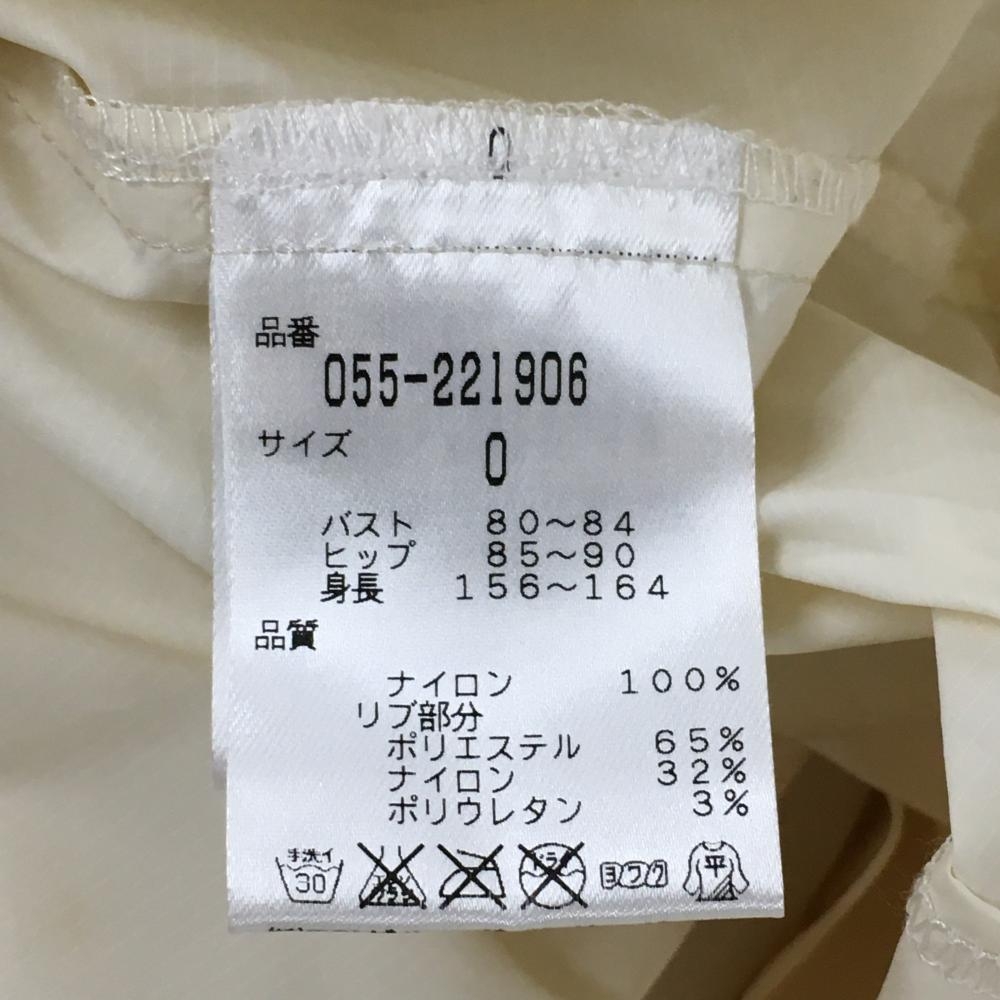 0
品番
055-221906
サイズ 0
バスト 80～84
ヒップ 85～90
身長 156～164
品質
ナイロン 100%
リブ部分
ポリエステル 65%
ナイロン 32%
ポリウレタン 3%
手洗イ 30 ドライ ヨワク 平